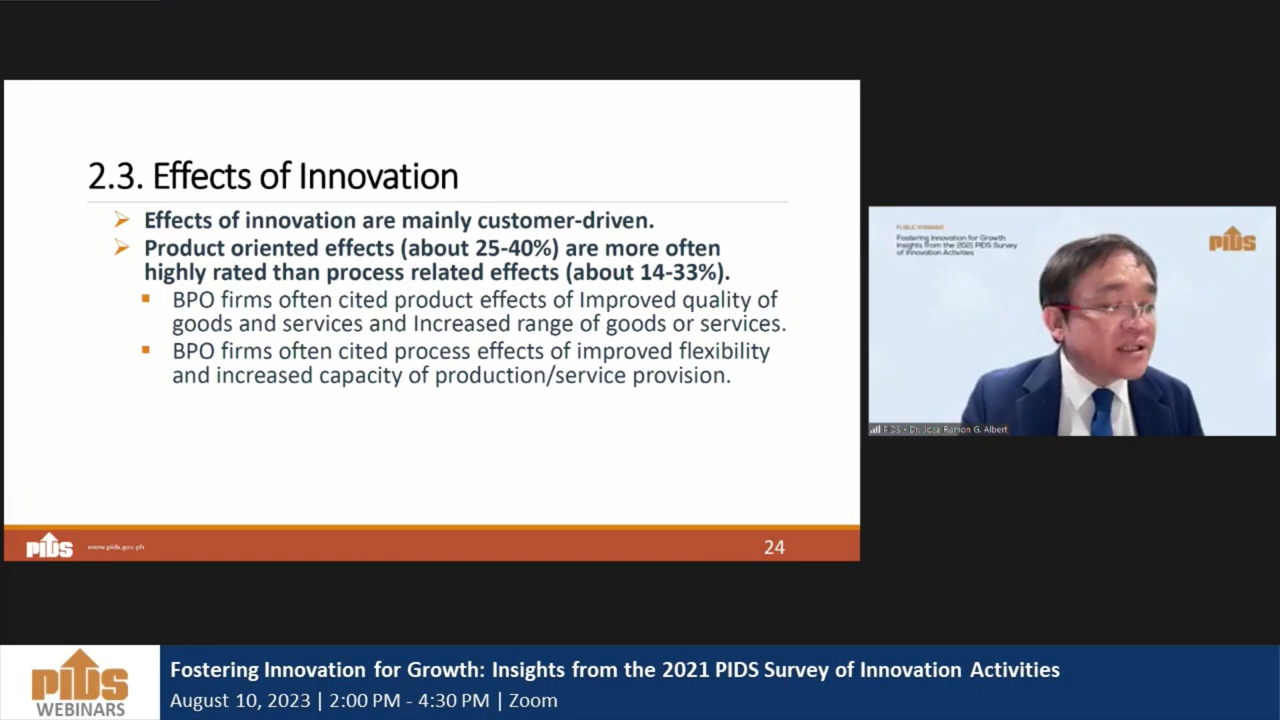 2.3. Effects of Innovation
Effects of innovation are mainly customer-driven.
Product oriented effects (about 25-40%) are more often
highly rated than process related effects (about 14-33%).
BPO firms often cited product effects of Improved quality of
goods and services and Increased range of goods or services.
BPO firms often cited process effects of improved flexibility
and increased capacity of production/service provision.
PIDS
www.pids.gov.ph
24
PUBLIC WEBINAR
Fostering Innovation for Growth:
Insights from the 2021 PIDS Survey
of Innovation Activities
PIDS
PIDS - Dr. Jose Ramon G. Albert
PIDS
WEBINARS
Fostering Innovation for Growth: Insights from the 2021 PIDS Survey of Innovation Activities
August 10, 2023 | 2:00 PM - 4:30 PM | Zoom